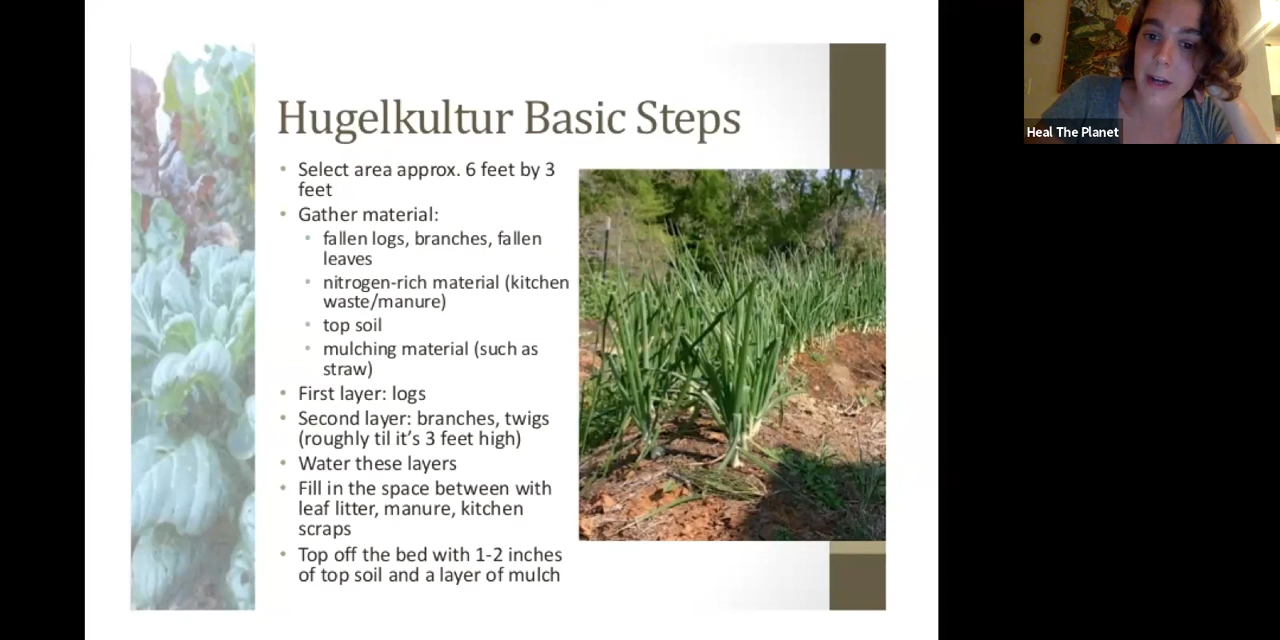 Hugelkultur Basic Steps
• Select area approx. 6 feet by 3
feet
• Gather material:
• fallen logs, branches, fallen
leaves
• nitrogen-rich material (kitchen
waste/manure)
• top soil
• mulching material (such as
straw)
• First layer: logs
• Second layer: branches, twigs
(roughly til it’s 3 feet high)
• Water these layers
• Fill in the space between with
leaf litter, manure, kitchen
scraps
• Top off the bed with 1-2 inches
of top soil and a layer of mulch
Heal The Planet